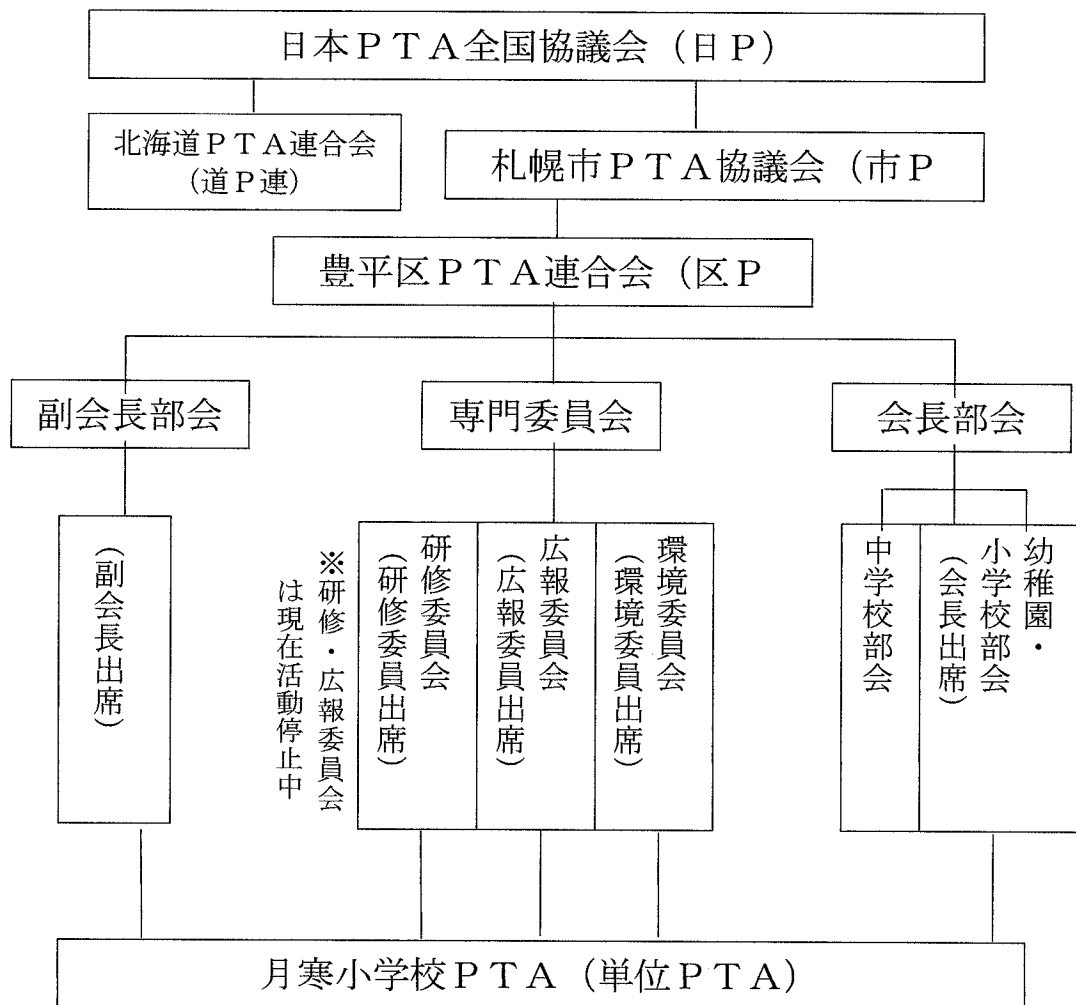 日本ＰＴＡ全国協議会（日Ｐ）
北海道ＰＴＡ連合会
（道Ｐ連）
札幌市ＰＴＡ協議会（市Ｐ
豊平区ＰＴＡ連合会（区Ｐ
副会長部会
専門委員会
会長部会
（副会長出席）
※研修・広報委員会
は現在活動停止中
研修委員会
（研修委員出席）
広報委員会
（広報委員出席）
環境委員会
（環境委員出席）
中学校部会
幼稚園・
小学校部会
（会長出席）
月寒小学校ＰＴＡ（単位ＰＴＡ）